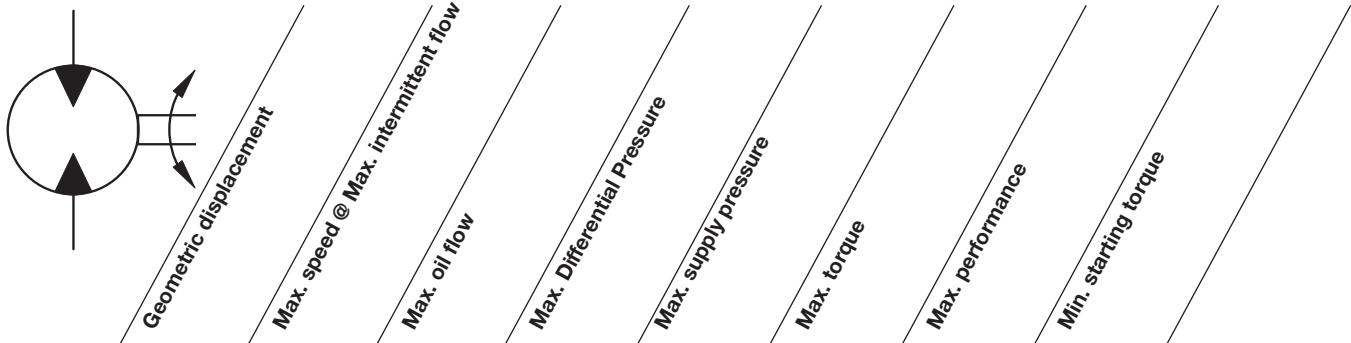 Geometric displacement
Max. speed @ Max. intermittent flow
Max. oil flow
Max. Differential Pressure
Max. supply pressure
Max. torque
Max. performance
Min. starting torque